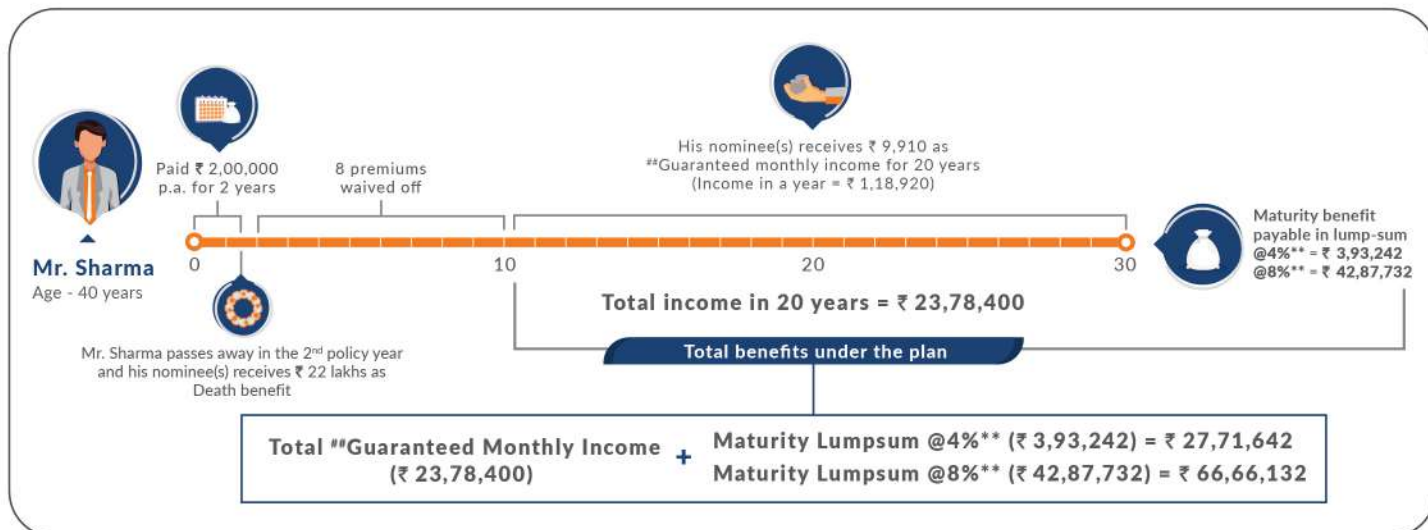 Mr. Sharma
Age - 40 years
Paid ₹ 2,00,000
p.a. for 2 years
8 premiums
waived off
His nominee(s) receives ₹ 9,910 as
##Guaranteed monthly income for 20 years
(Income in a year = ₹ 1,18,920)
0
10
20
30
Maturity benefit
payable in lump-sum
@4%** = ₹ 3,93,242
@8%** = ₹ 42,87,732
Mr. Sharma passes away in the 2nd policy year
and his nominee(s) receives ₹ 22 lakhs as
Death benefit
Total income in 20 years = ₹ 23,78,400
Total benefits under the plan
Total ##Guaranteed Monthly Income
(₹ 23,78,400)
+
Maturity Lumpsum @4%** (₹ 3,93,242) = ₹ 27,71,642
Maturity Lumpsum @8%** (₹ 42,87,732) = ₹ 66,66,132